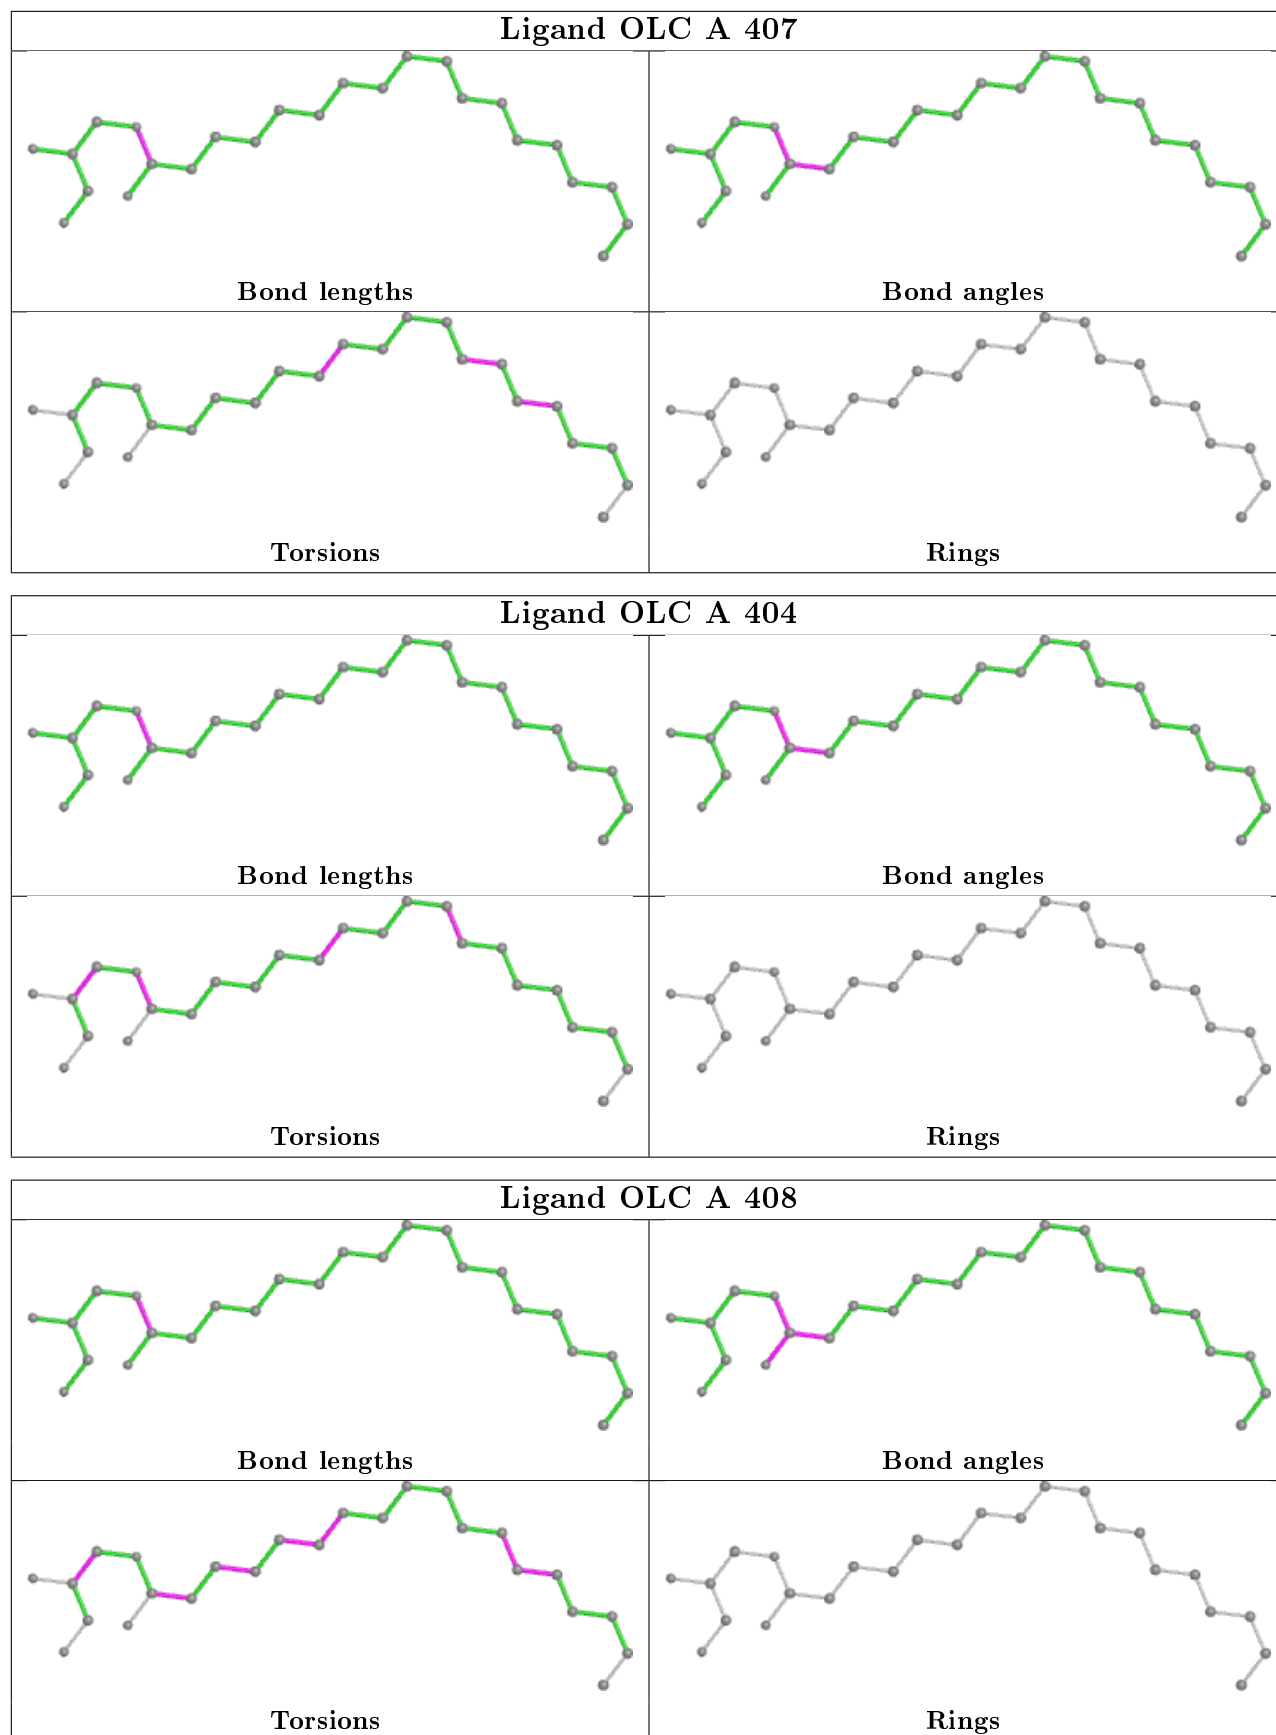 Ligand OLC A 407
Bond lengths
Bond angles
Torsions
Rings
Ligand OLC A 404
Bond lengths
Bond angles
Torsions
Rings
Ligand OLC A 408
Bond lengths
Bond angles
Torsions
Rings